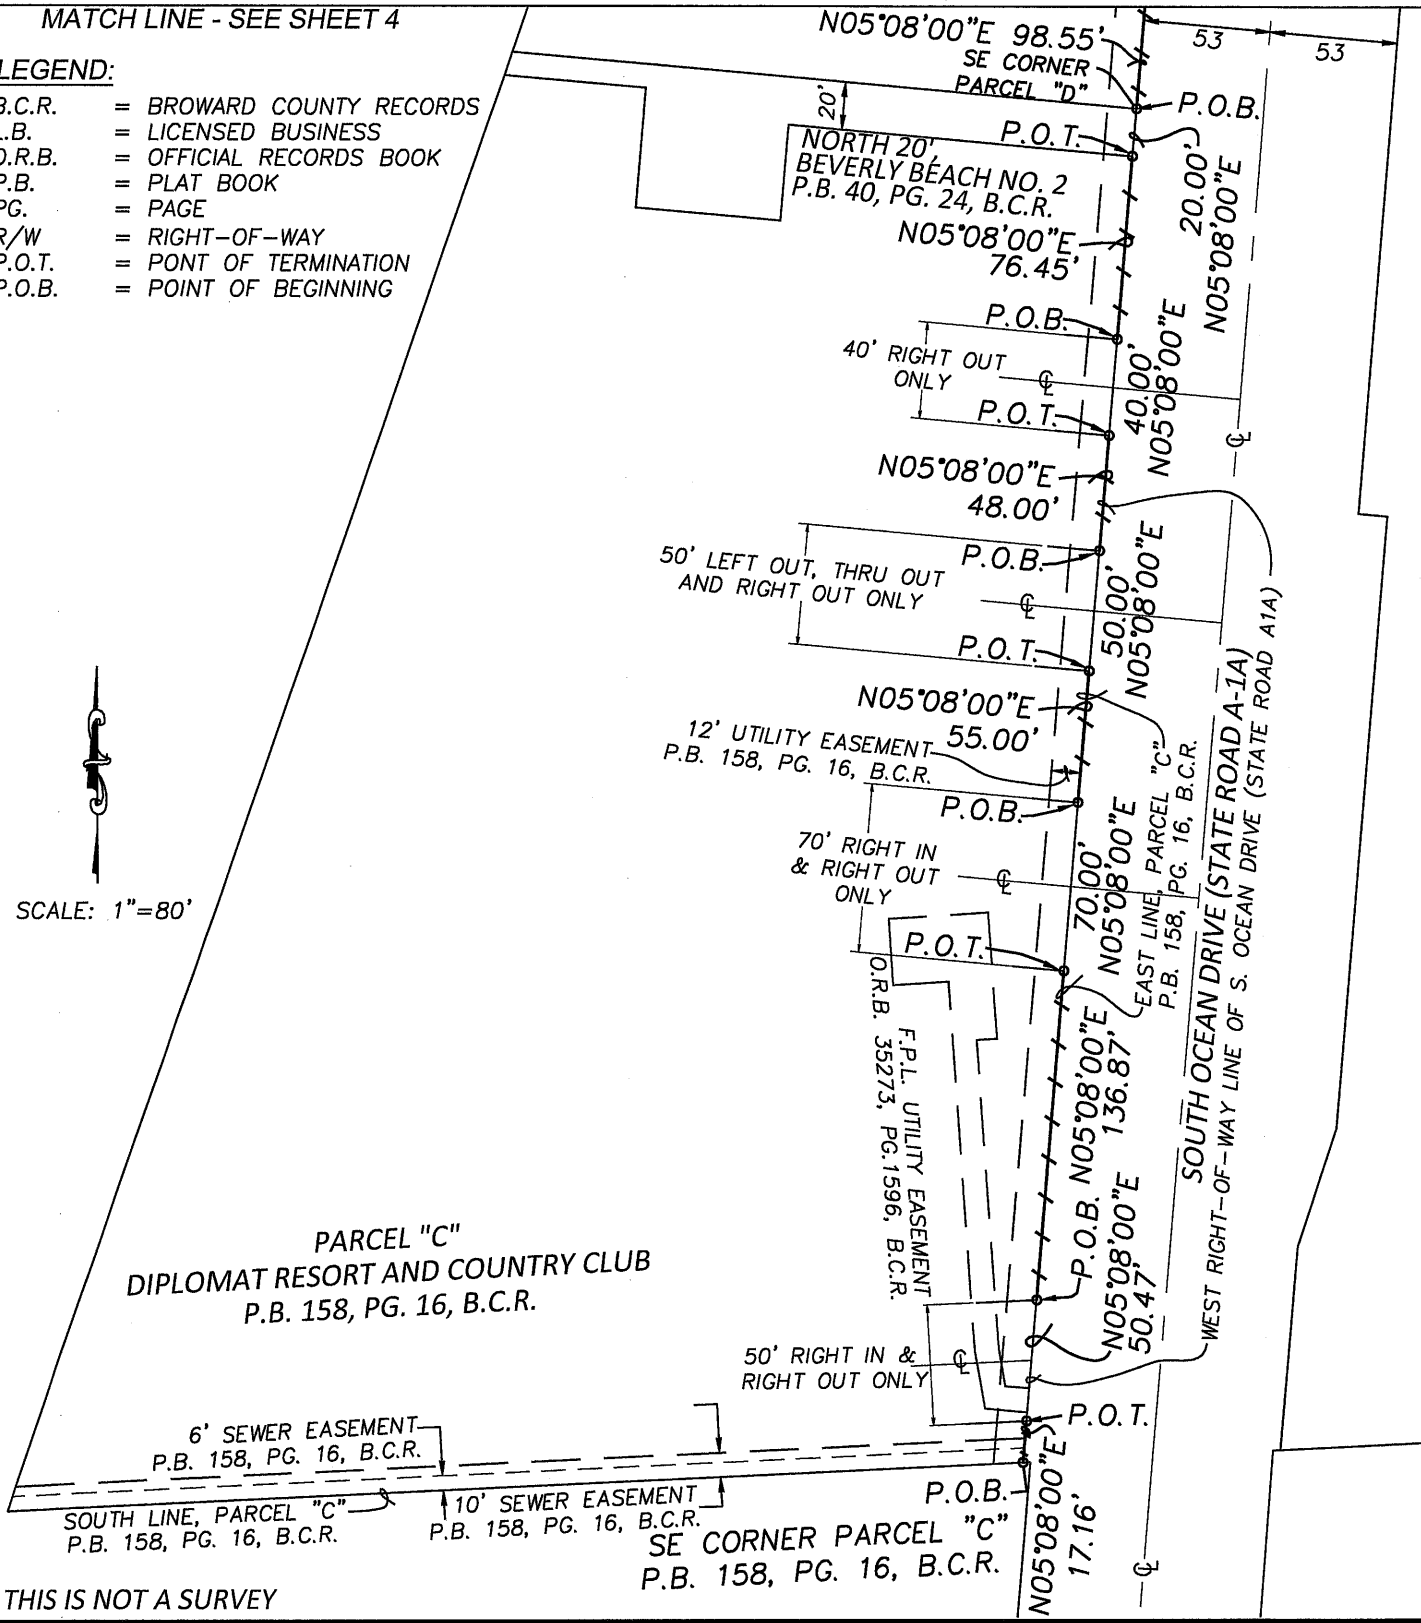 MATCH LINE - SEE SHEET 4
LEGEND:
B.C.R. = BROWARD COUNTY RECORDS
L.B. = LICENSED BUSINESS
O.R.B. = OFFICIAL RECORDS BOOK
P.B. = PLAT BOOK
PG. = PAGE
R/W = RIGHT-OF-WAY
P.O.T. = PONT OF TERMINATION
P.O.B. = POINT OF BEGINNING
N05°08'00"E 98.55'
SE CORNER
PARCEL "D"
53
53
P.O.B.
20'
P.O.T.
NORTH 20',
BEVERLY BEACH NO. 2
P.B. 40, PG. 24, B.C.R.
20.00'
N05°08'00"E
N05°08'00"E
76.45'
P.O.B.
40' RIGHT OUT
ONLY
℄
40.00'
N05°08'00"E
P.O.T.
℄
N05°08'00"E
48.00'
P.O.B.
50' LEFT OUT, THRU OUT
AND RIGHT OUT ONLY
℄
50.00'
N05°08'00"E
P.O.T.
N05°08'00"E
55.00'
12' UTILITY EASEMENT
P.B. 158, PG. 16, B.C.R.
P.O.B.
70' RIGHT IN
& RIGHT OUT
ONLY
℄
70.00'
N05°08'00"E
EAST LINE, PARCEL "C"
P.B. 158, PG. 16, B.C.R.
SOUTH OCEAN DRIVE (STATE ROAD A-1A)
WEST RIGHT-OF-WAY LINE OF S. OCEAN DRIVE (STATE ROAD A1A)
SCALE: 1"=80'
P.O.T.
F.P.L. UTILITY EASEMENT
O.R.B. 35273, PG.1596, B.C.R.
N05°08'00"E
136.87'
P.O.B.
N05°08'00"E
50.47'
PARCEL "C"
DIPLOMAT RESORT AND COUNTRY CLUB
P.B. 158, PG. 16, B.C.R.
50' RIGHT IN &
RIGHT OUT ONLY
℄
P.O.T.
6' SEWER EASEMENT
P.B. 158, PG. 16, B.C.R.
SOUTH LINE, PARCEL "C"
P.B. 158, PG. 16, B.C.R.
10' SEWER EASEMENT
P.B. 158, PG. 16, B.C.R.
P.O.B.
SE CORNER PARCEL "C"
P.B. 158, PG. 16, B.C.R.
N05°08'00"E
17.16'
℄
THIS IS NOT A SURVEY